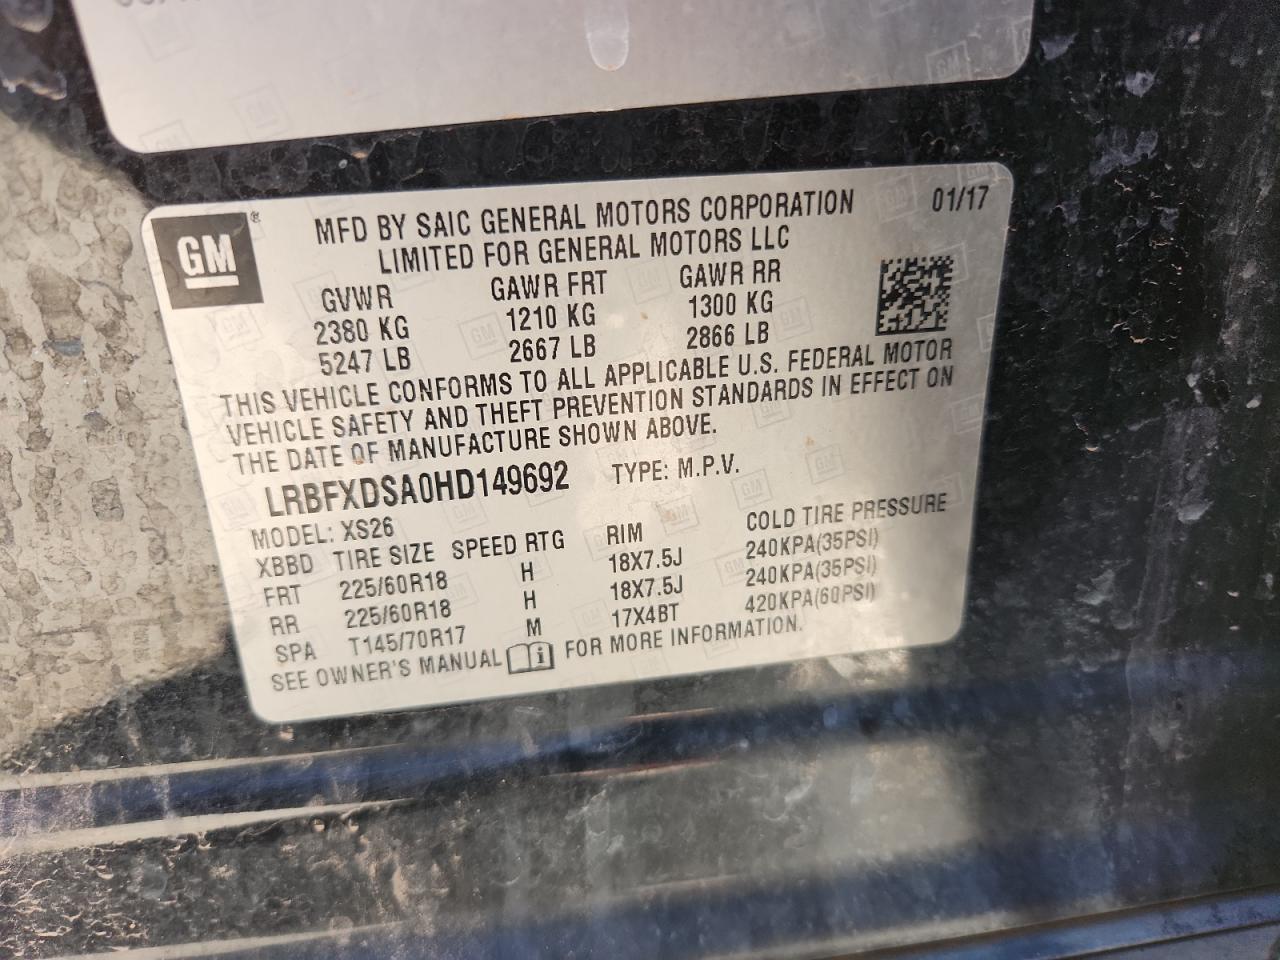 GM ®
MFD BY SAIC GENERAL MOTORS CORPORATION 01/17
LIMITED FOR GENERAL MOTORS LLC
GVWR GAWR FRT GAWR RR
2380 KG 1210 KG 1300 KG
5247 LB 2667 LB 2866 LB
THIS VEHICLE CONFORMS TO ALL APPLICABLE U.S. FEDERAL MOTOR
VEHICLE SAFETY AND THEFT PREVENTION STANDARDS IN EFFECT ON
THE DATE OF MANUFACTURE SHOWN ABOVE.
LRBFXDSA0HD149692 TYPE: M.P.V.
MODEL: XS26
XBBD TIRE SIZE SPEED RTG RIM COLD TIRE PRESSURE
FRT 225/60R18 H 18X7.5J 240KPA(35PSI)
RR 225/60R18 H 18X7.5J 240KPA(35PSI)
SPA T145/70R17 M 17X4BT 420KPA(60PSI)
SEE OWNER'S MANUAL FOR MORE INFORMATION.